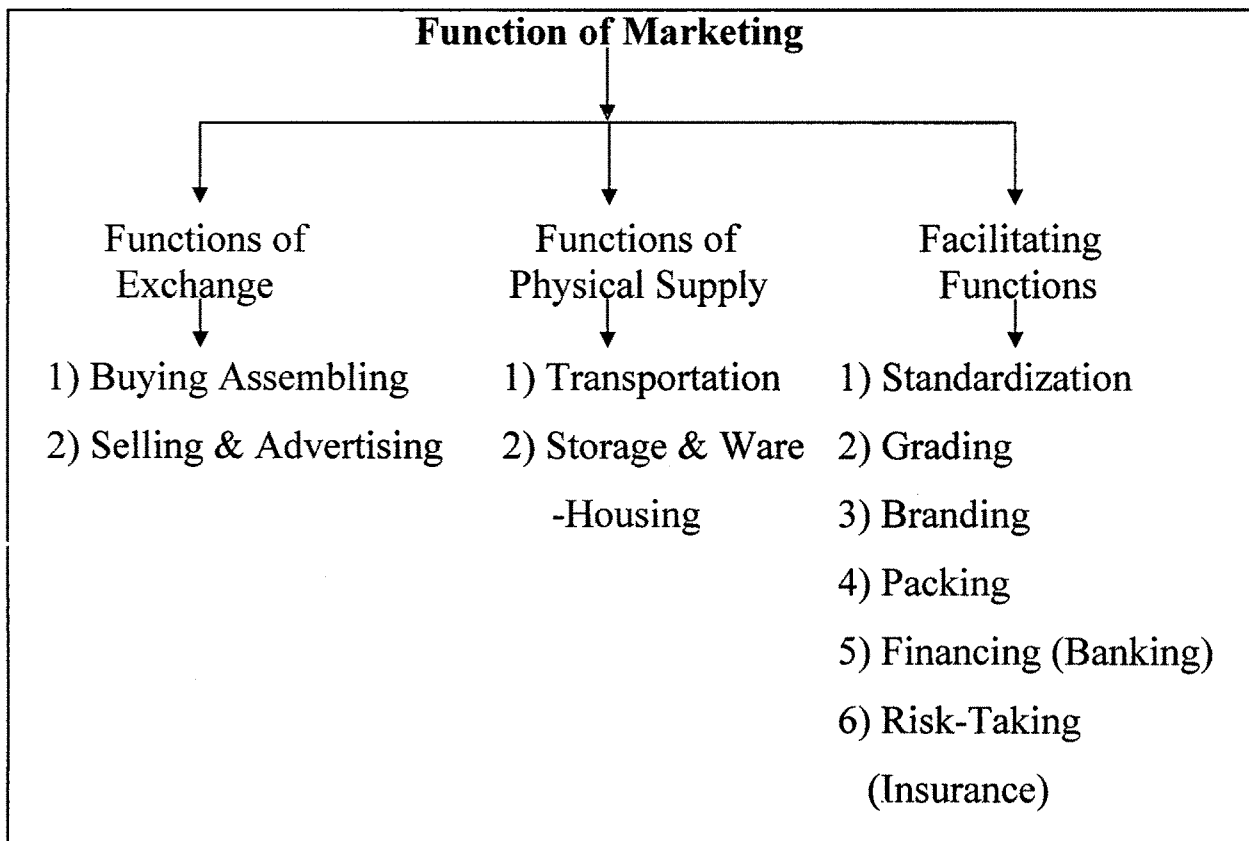 Function of Marketing
Functions of
Exchange
1) Buying Assembling
2) Selling & Advertising
Functions of
Physical Supply
1) Transportation
2) Storage & Ware
-Housing
Facilitating
Functions
1) Standardization
2) Grading
3) Branding
4) Packing
5) Financing (Banking)
6) Risk-Taking
(Insurance)